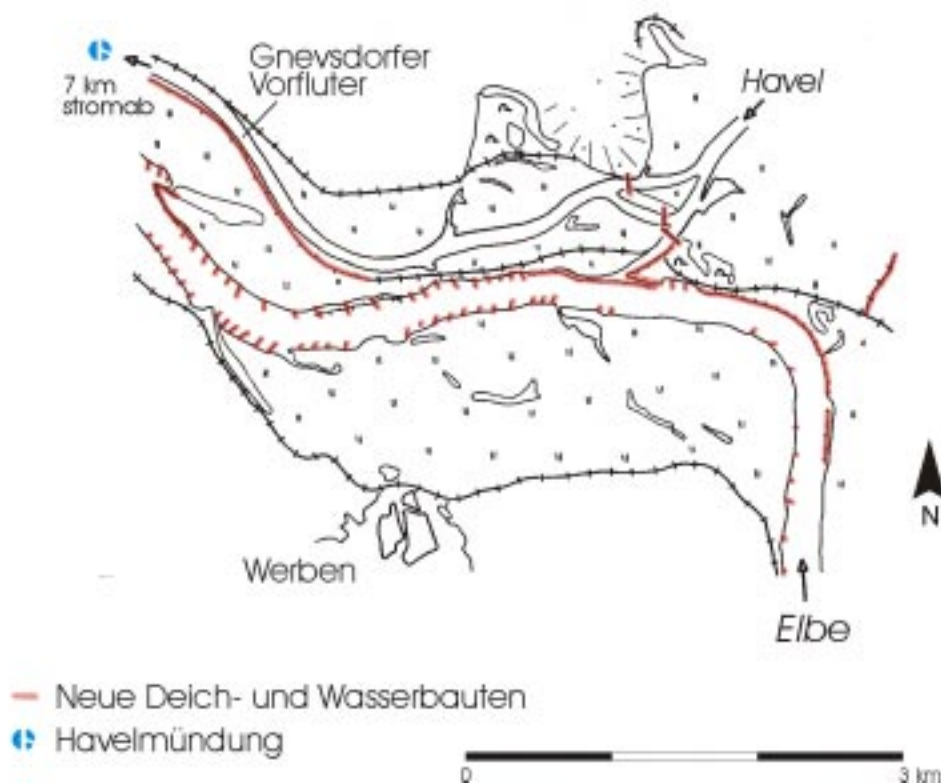 Gnevsdorfer
Vorfluter
7 km
stromab
Havel
Werben
N
Elbe
Neue Deich- und Wasserbauten
Havelmündung
0
3 km